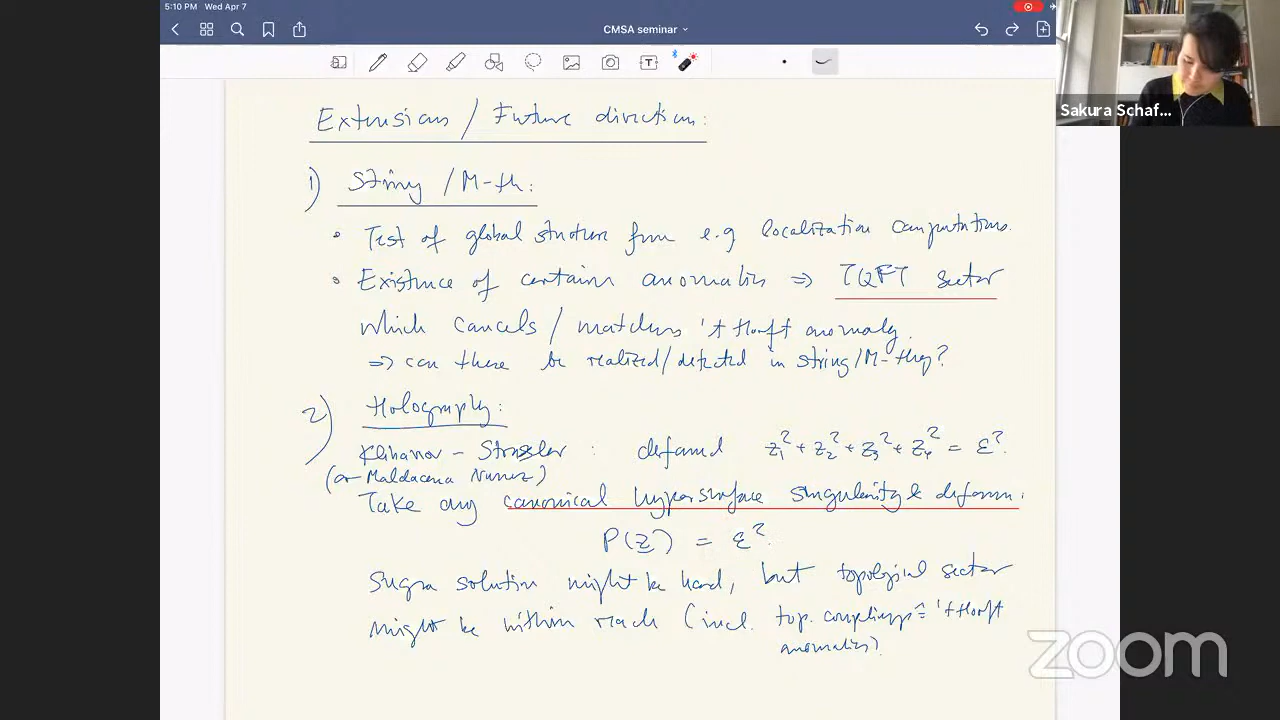 5:10 PM Wed Apr 7
CMSA seminar
Sakura Schaf...
Extensions / Future directions:
1) String / M-th:
• Test of global structure from e.g. localization computations.
• Existence of certain anomalies ⇒ TQFT sector
which cancels / matches 't Hooft anomaly.
⇒ can these be realized/detected in string/M-thy?
2) Holography:
Klebanov - Strassler : deformed z₁² + z₂² + z₃² + z₄² = ε².
(or Maldacena Nunez)
Take any canonical hypersurface singularity & deform.
P(z) = ε².
Sugra solution might be hard, but topological sector
might be within reach (incl. top. couplings ≙ 't Hooft
anomalies).
zoom